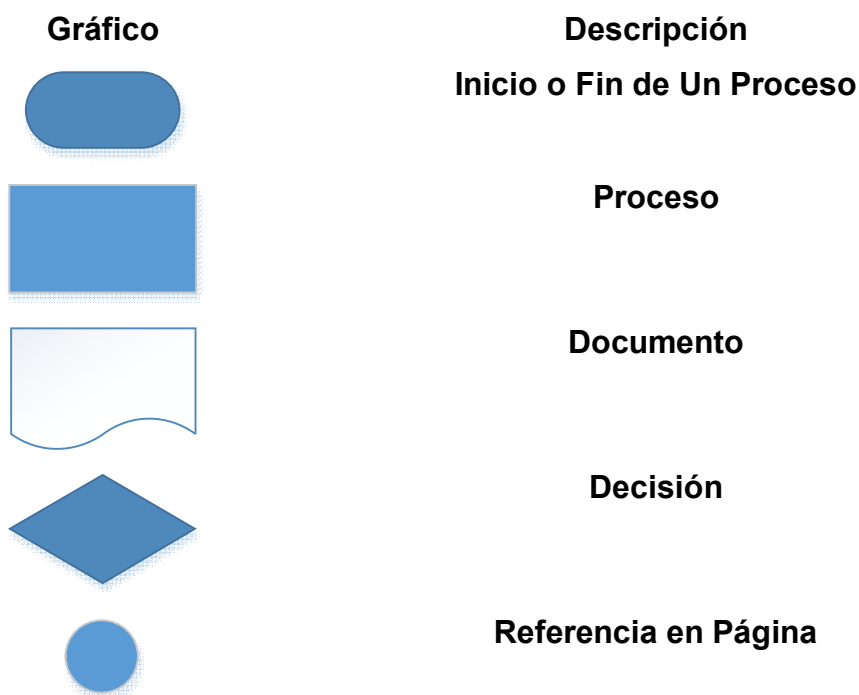 Gráfico Descripción
Inicio o Fin de Un Proceso
Proceso
Documento
Decisión
Referencia en Página